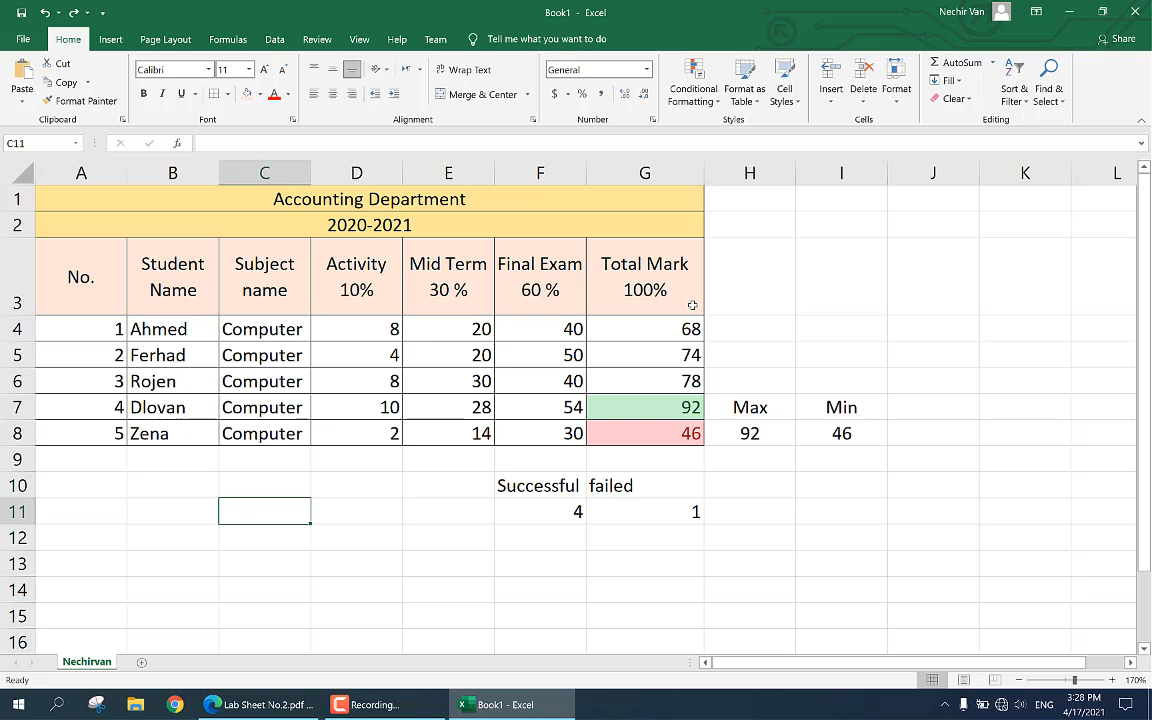 Book1 - Excel
Nechir Van
File Home Insert Page Layout Formulas Data Review View Help Team Tell me what you want to do Share
Paste Cut Copy Format Painter Clipboard
Calibri 11 B I U Font
Wrap Text Merge & Center Alignment
General $ % , Number
Conditional Formatting Format as Table Cell Styles Styles
Insert Delete Format Cells
AutoSum Fill Clear Sort & Filter Find & Select Editing
C11 fx
A B C D E F G H I J K L
1 Accounting Department
2 2020-2021
3 No. Student Name Subject name Activity 10% Mid Term 30 % Final Exam 60 % Total Mark 100%
4 1 Ahmed Computer 8 20 40 68
5 2 Ferhad Computer 4 20 50 74
6 3 Rojen Computer 8 30 40 78
7 4 Dlovan Computer 10 28 54 92 Max Min
8 5 Zena Computer 2 14 30 46 92 46
9
10 Successful failed
11 4 1
12
13
14
15
16
Nechirvan
Ready 170%
Lab Sheet No.2.pdf ... Recording... Book1 - Excel ENG 3:28 PM
4/17/2021